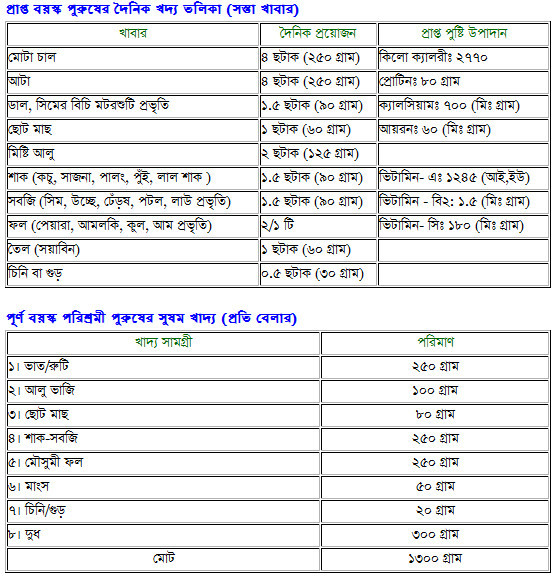 প্রাপ্ত বয়স্ক পুরুষের দৈনিক খদ্য তলিকা (সস্তা খাবার)
খাবার দৈনিক প্রয়োজন প্রাপ্ত পুষ্টি উপাদান
মোটা চাল ৪ ছটাক (২৫০ গ্রাম) কিলো ক্যালরীঃ ২৭৭০
আটা ৪ ছটাক (২৫০ গ্রাম) প্রোটিনঃ ৮০ গ্রাম
ডাল, সিমের বিচি মটরশুটি প্রভৃতি ১.৫ ছটাক (৯০ গ্রাম) ক্যালসিয়ামঃ ৭০০ (মিঃ গ্রাম)
ছোট মাছ ১ ছটাক (৬০ গ্রাম) আয়রনঃ ৬০ (মিঃ গ্রাম)
মিষ্টি আলু ২ ছটাক (১২৫ গ্রাম)
শাক (কচু, সাজনা, পালং, পুঁই, লাল শাক ) ১.৫ ছটাক (৯০ গ্রাম) ভিটামিন- এঃ ১২৪৫ (আই,ইউ)
সবজি (সিম, উচ্ছে, ঢেঁড়ষ, পটল, লাউ প্রভৃতি) ১.৫ ছটাক (৯০ গ্রাম) ভিটামিন - বি২: ১.৫ (মিঃ গ্রাম)
ফল (পেয়ারা, আমলকি, কুল, আম প্রভৃতি) ২/১ টি ভিটামিন- সিঃ ১৮০ (মিঃ গ্রাম)
তৈল (সয়াবিন) ১ ছটাক (৬০ গ্রাম)
চিনি বা গুড় ০.৫ ছটাক (৩০ গ্রাম)
পূর্ণ বয়স্ক পরিশ্রমী পুরুষের সুষম খাদ্য (প্রতি বেলার)
খাদ্য সামগ্রী পরিমাণ
১। ভাত/রুটি ২৫০ গ্রাম
২। আলু ভাজি ১০০ গ্রাম
৩। ছোট মাছ ৮০ গ্রাম
৪। শাক-সবজি ২৫০ গ্রাম
৫। মৌসুমী ফল ২৫০ গ্রাম
৬। মাংস ৫০ গ্রাম
৭। চিনি/গুড় ২০ গ্রাম
৮। দুধ ৩০০ গ্রাম
মোট ১৩০০ গ্রাম